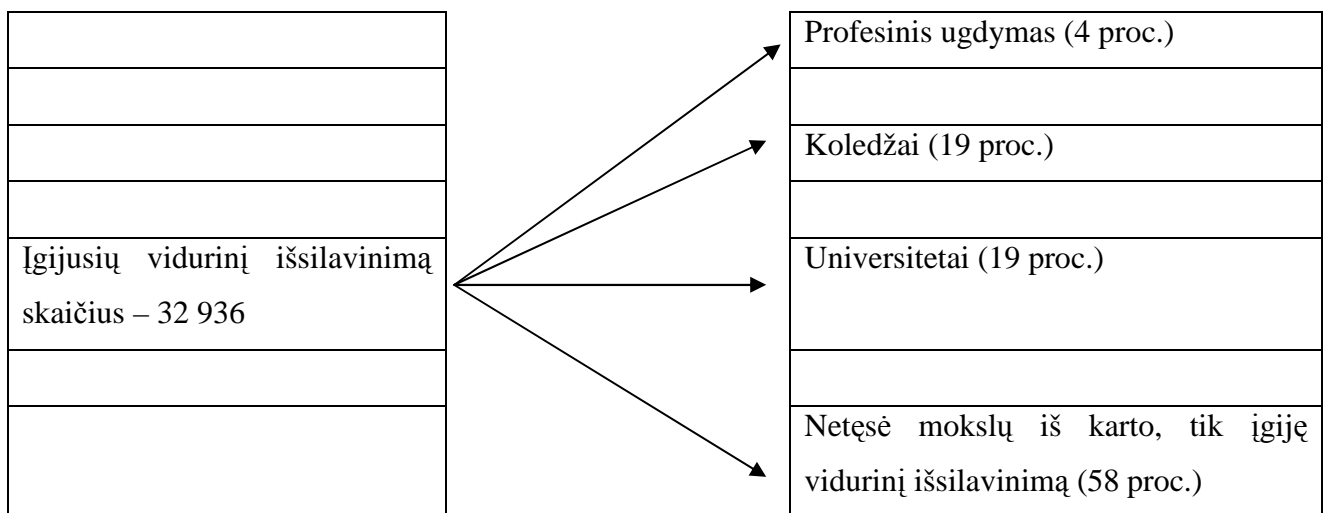 Profesinis ugdymas (4 proc.)
Koledžai (19 proc.)
Įgijusių vidurinį išsilavinimą
skaičius – 32 936
Universitetai (19 proc.)
Netęsė mokslų iš karto, tik įgiję
vidurinį išsilavinimą (58 proc.)